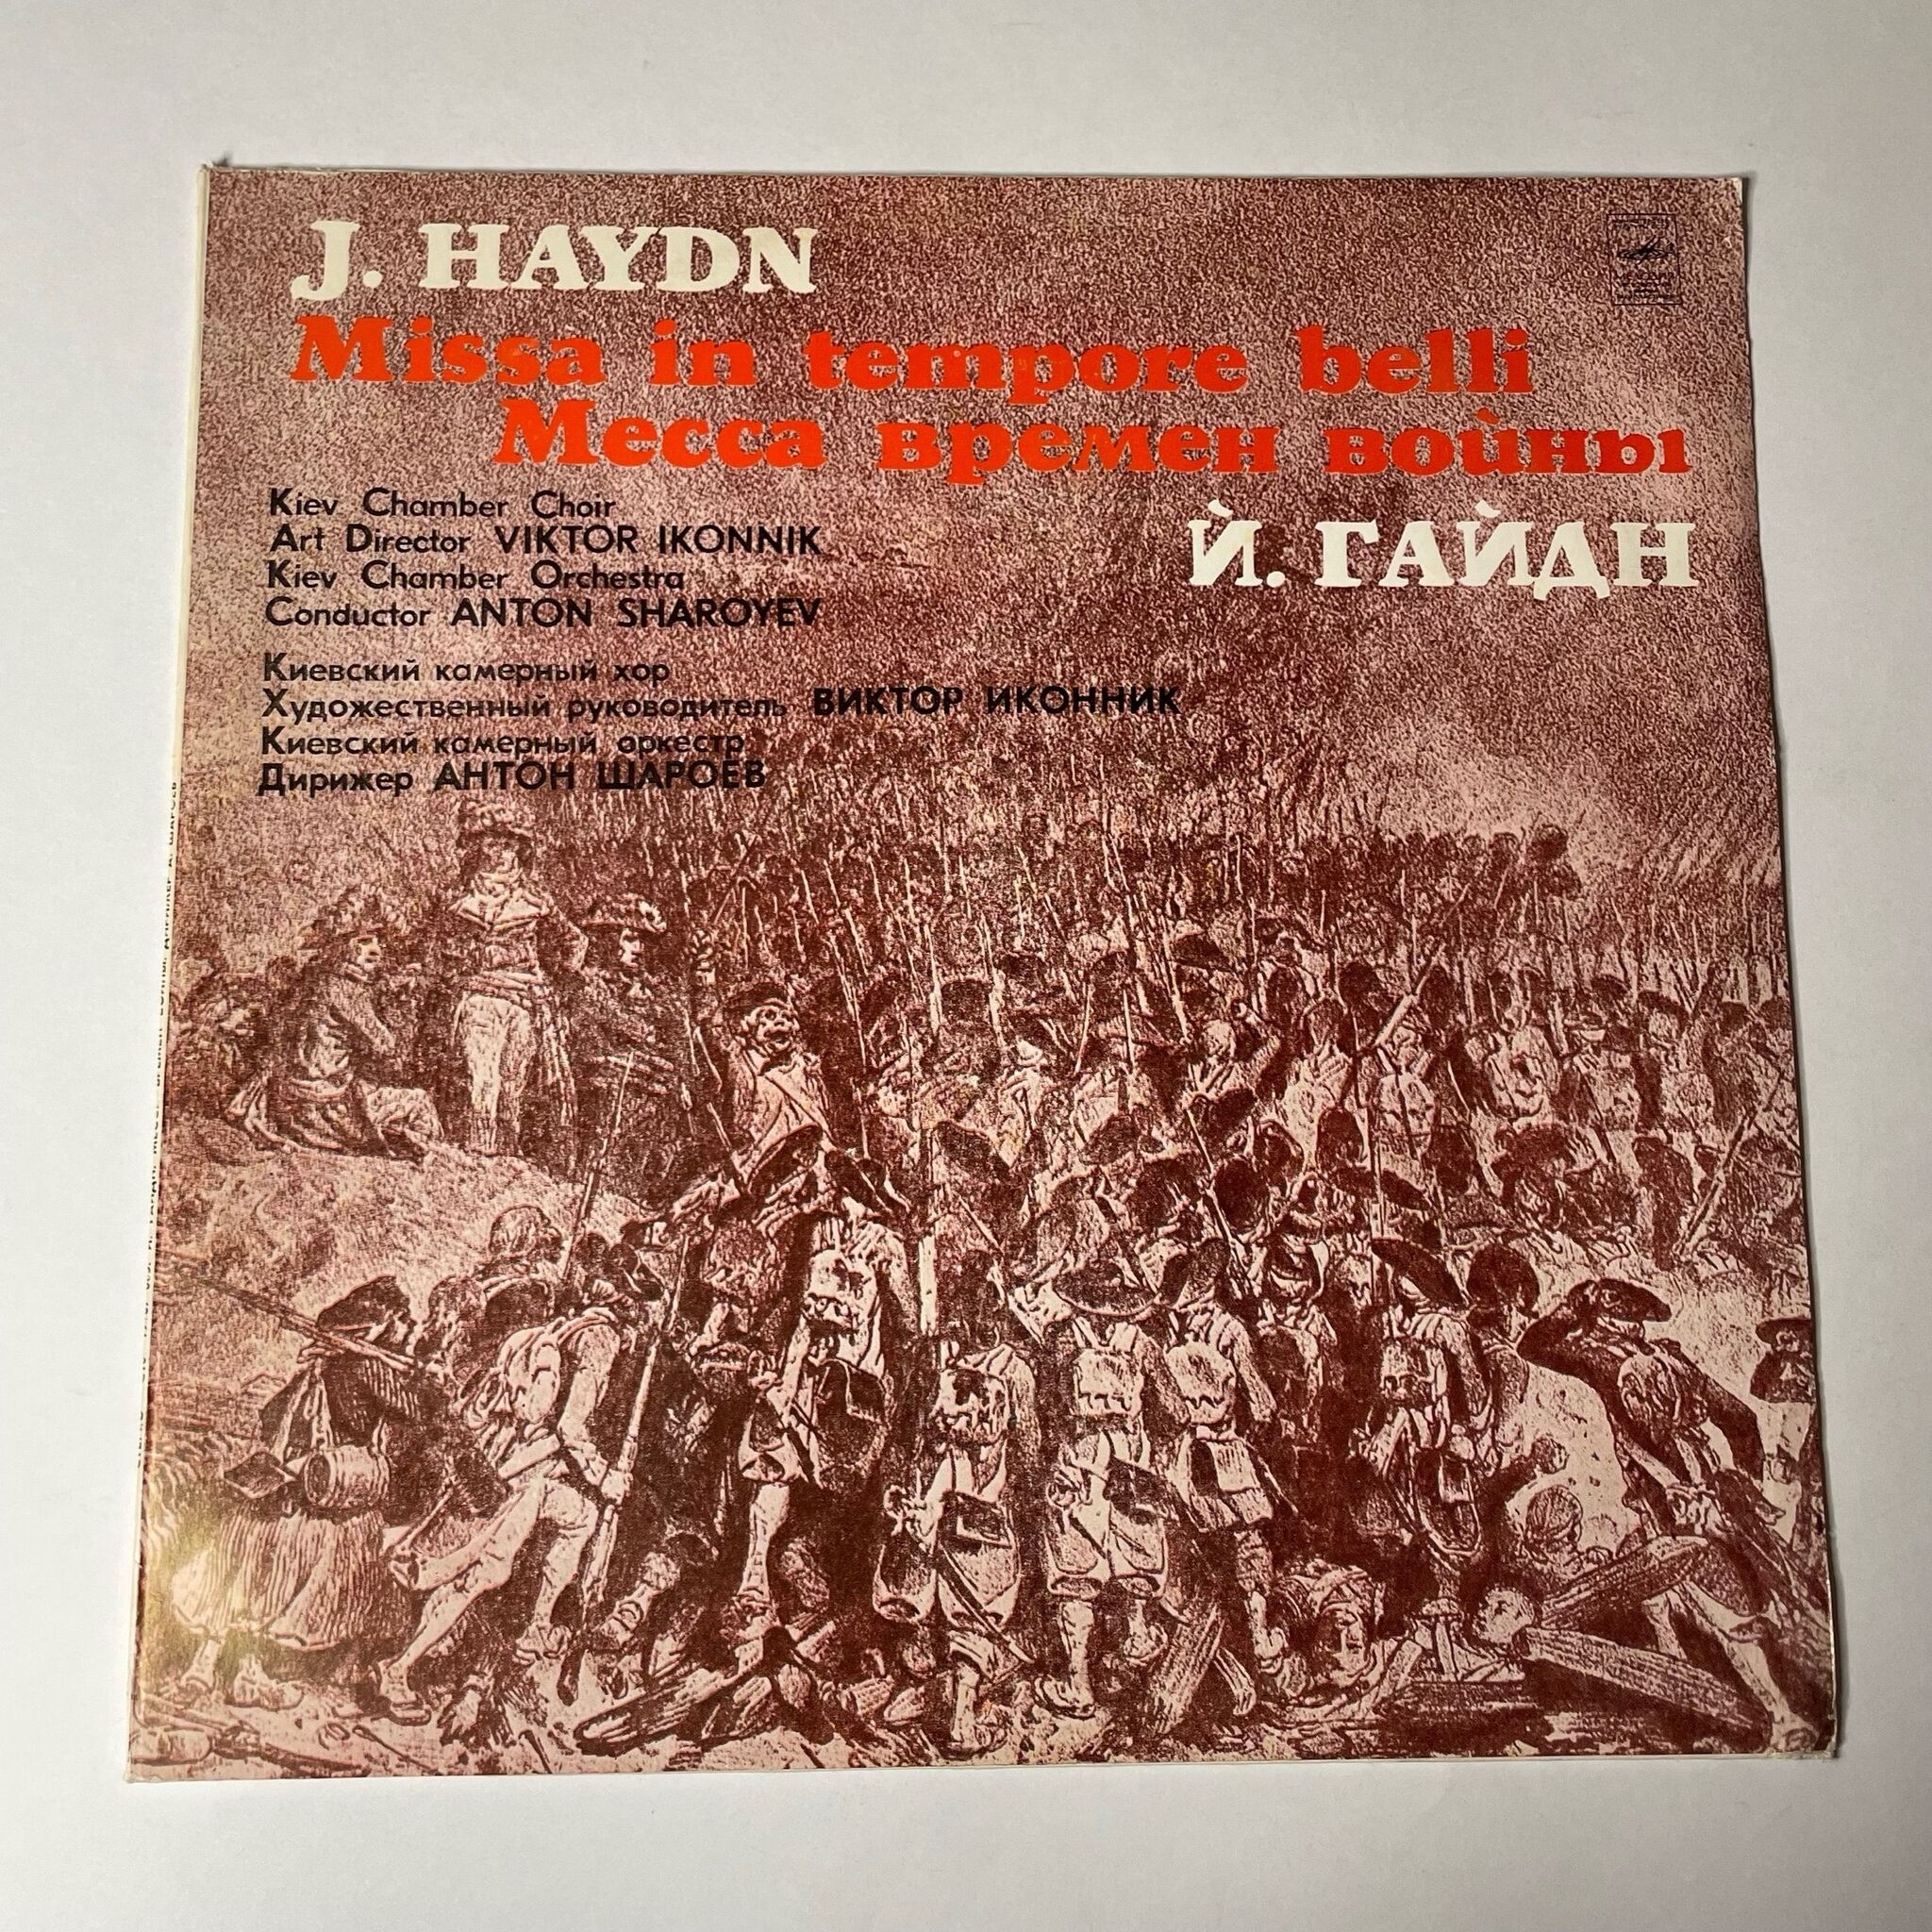 J. HAYDN
Missa in tempore belli
Месса времен войны
Й. ГАЙДН
Kiev Chamber Choir
Art Director VIKTOR IKONNIK
Kiev Chamber Orchestra
Conductor ANTON SHAROYEV
Киевский камерный хор
Художественный руководитель ВИКТОР ИКОННИК
Киевский камерный оркестр
Дирижер АНТОН ШАРОЕВ